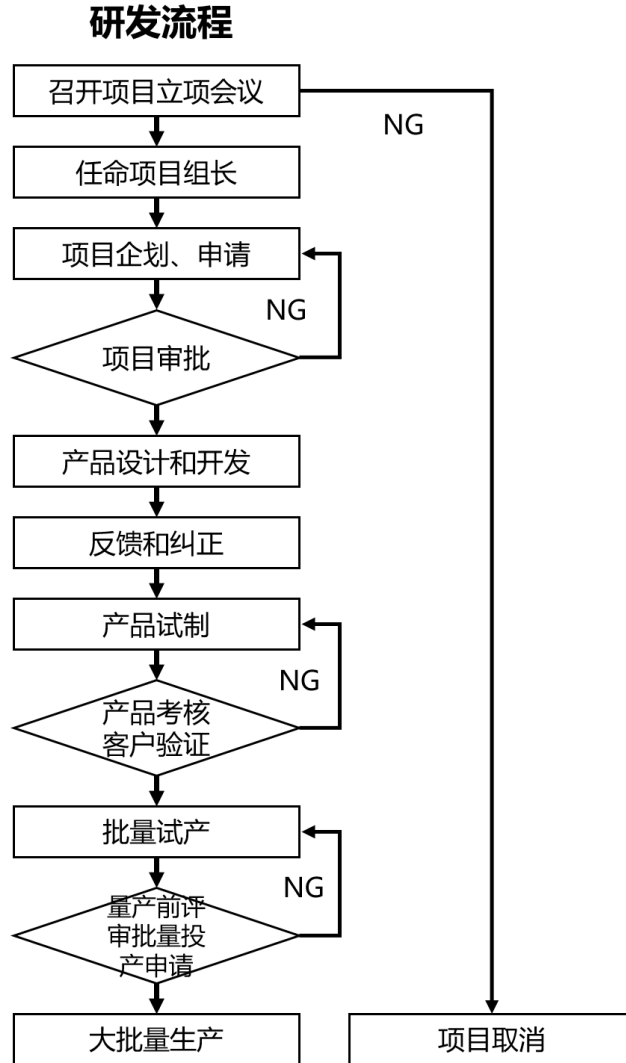 研发流程
召开项目立项会议
NG
任命项目组长
项目企划、申请
NG
项目审批
产品设计和开发
反馈和纠正
产品试制
NG
产品考核
客户验证
批量试产
NG
量产前评
审批量投
产申请
大批量生产
项目取消